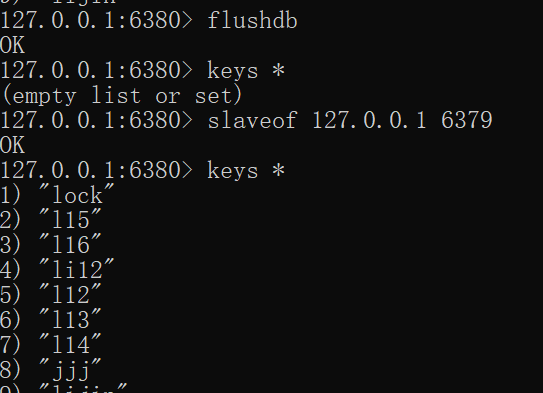 127.0.0.1:6380> flushdb
OK
127.0.0.1:6380> keys *
(empty list or set)
127.0.0.1:6380> slaveof 127.0.0.1 6379
OK
127.0.0.1:6380> keys *
1) "lock"
2) "l15"
3) "l16"
4) "li12"
5) "l12"
6) "l13"
7) "l14"
8) "jjj"